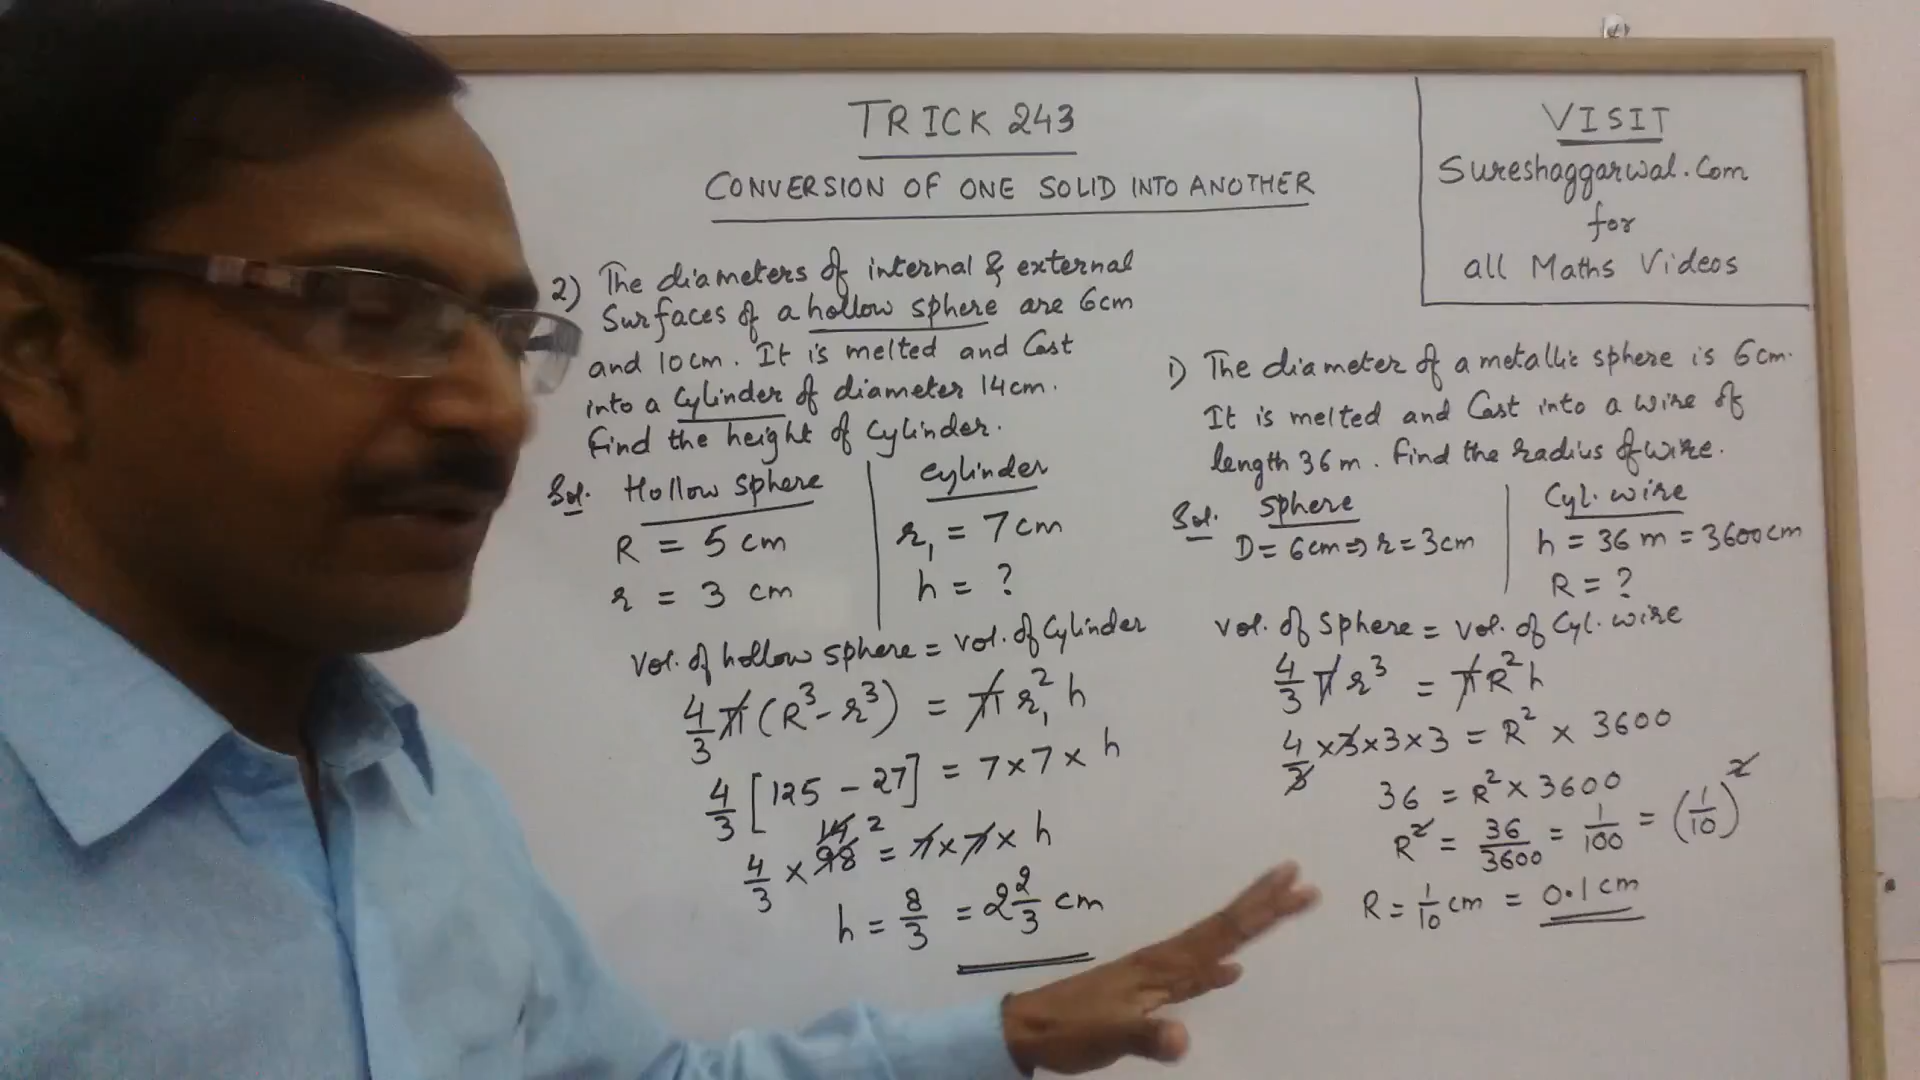 TRICK 243
CONVERSION OF ONE SOLID INTO ANOTHER
VISIT
Sureshaggarwal.Com
for
all Maths Videos
2) The diameters of internal & external
Surfaces of a hollow sphere are 6cm
and 10cm. It is melted and Cast
into a Cylinder of diameter 14cm.
Find the height of Cylinder.
Sol. Hollow Sphere | Cylinder
R = 5 cm | r₁ = 7cm
r = 3 cm | h = ?
Vol. of hollow sphere = Vol. of Cylinder
4/3 π (R³ - r³) = π r₁² h
4/3 [125 - 27] = 7 × 7 × h
4/3 × 98 14 2 = 7 × 7 × h
h = 8/3 = 2 2/3 cm
1) The diameter of a metallic sphere is 6cm.
It is melted and Cast into a wire of
length 36m. Find the radius of wire.
Sol. Sphere | Cyl. wire
D = 6cm ⇒ r = 3cm | h = 36 m = 3600cm
R = ?
Vol. of Sphere = Vol. of Cyl. wire
4/3 π r³ = π R² h
4/3 × 3 × 3 × 3 = R² × 3600
36 = R² × 3600
R² = 36/3600 = 1/100 = (1/10)²
R = 1/10 cm = 0.1 cm